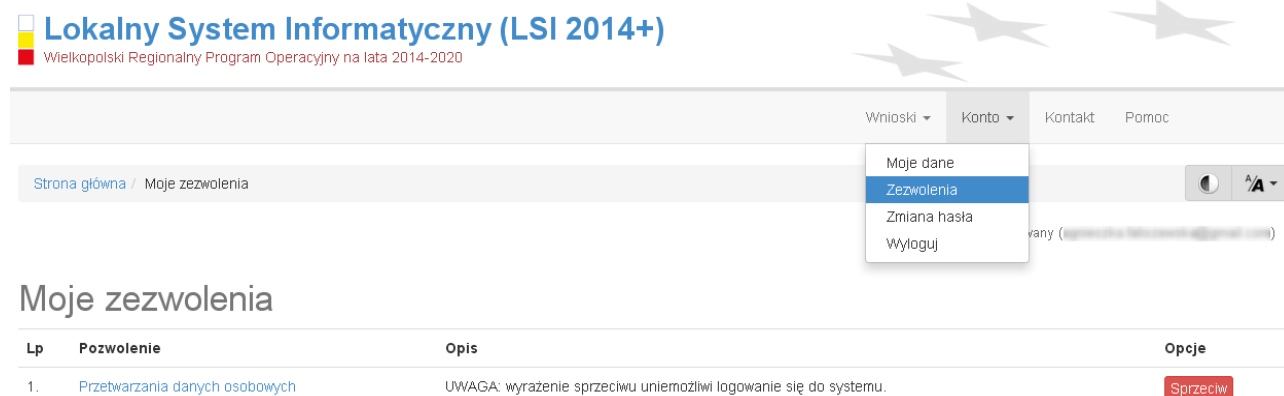 Lokalny System Informatyczny (LSI 2014+)
Wielkopolski Regionalny Program Operacyjny na lata 2014-2020
Wnioski Konto Kontakt Pomoc
Moje dane
Strona główna / Moje zezwolenia
Zezwolenia
A/A
Zmiana hasła
Wyloguj
Moje zezwolenia
Lp Pozwolenie Opis Opcje
1. Przetwarzania danych osobowych UWAGA: wyrażenie sprzeciwu uniemożliwi logowanie się do systemu. Sprzeciw